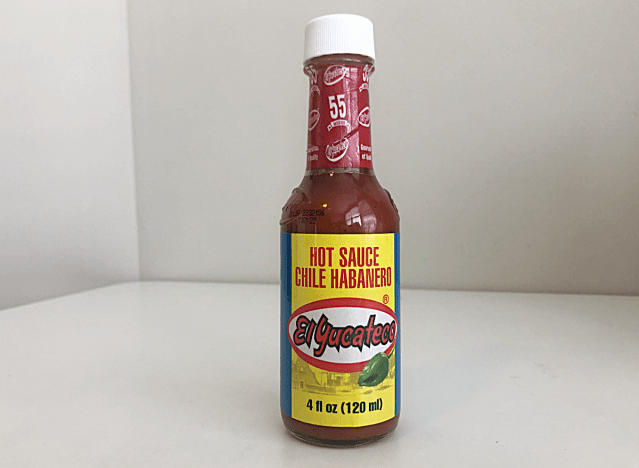 55
HOT SAUCE
CHILE HABANERO
®
El Yucateco
4 fl oz (120 ml)